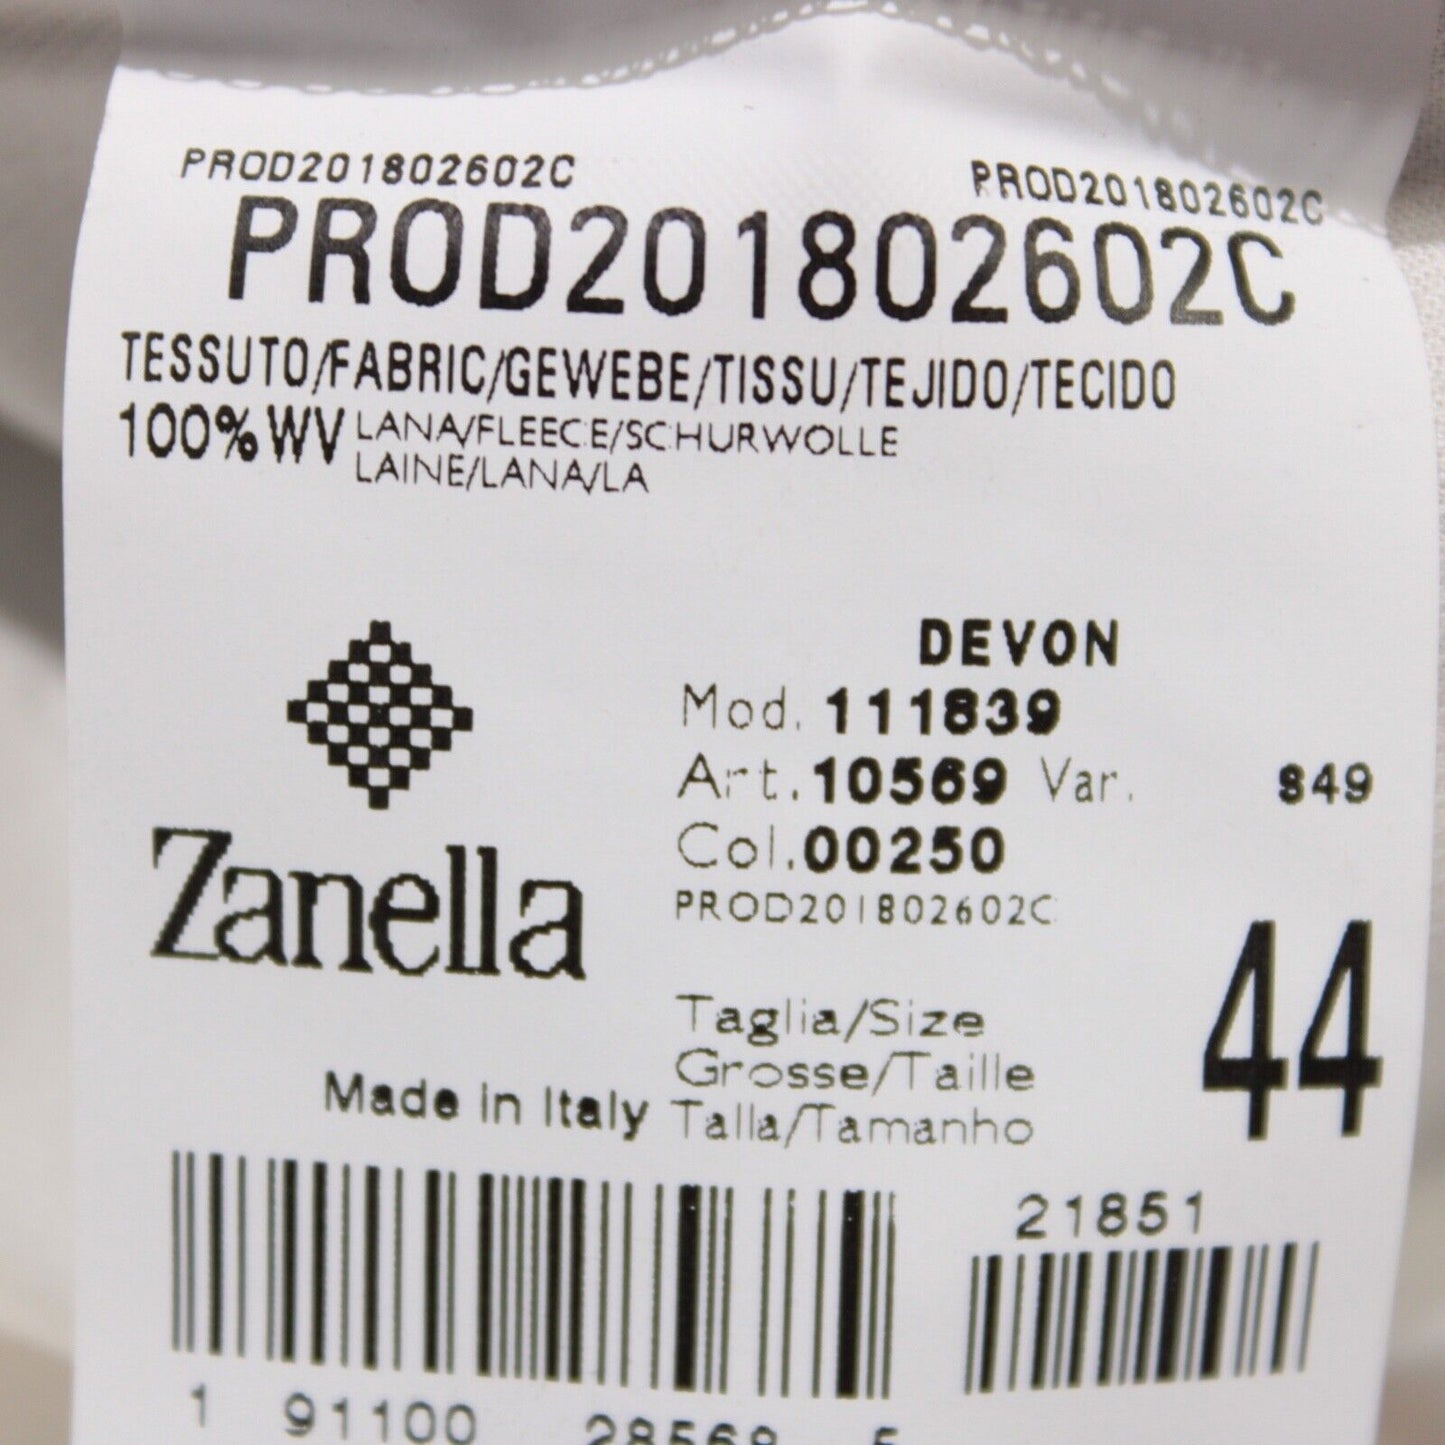 PROD201802602C PROD201802602C
PROD201802602C
TESSUTO/FABRIC/GEWEBE/TISSU/TEJIDO/TECIDO
100%WV LANA/FLEECE/SCHURWOLLE
LAINE/LANA/LA
DEVON
Mod. 111839
Art. 10569 Var. 849
Col. 00250
PROD201802602C
Zanella
44
Taglia/Size
Grosse/Taille
Talla/Tamanho
Made in Italy
21851
1 91100 28569 5